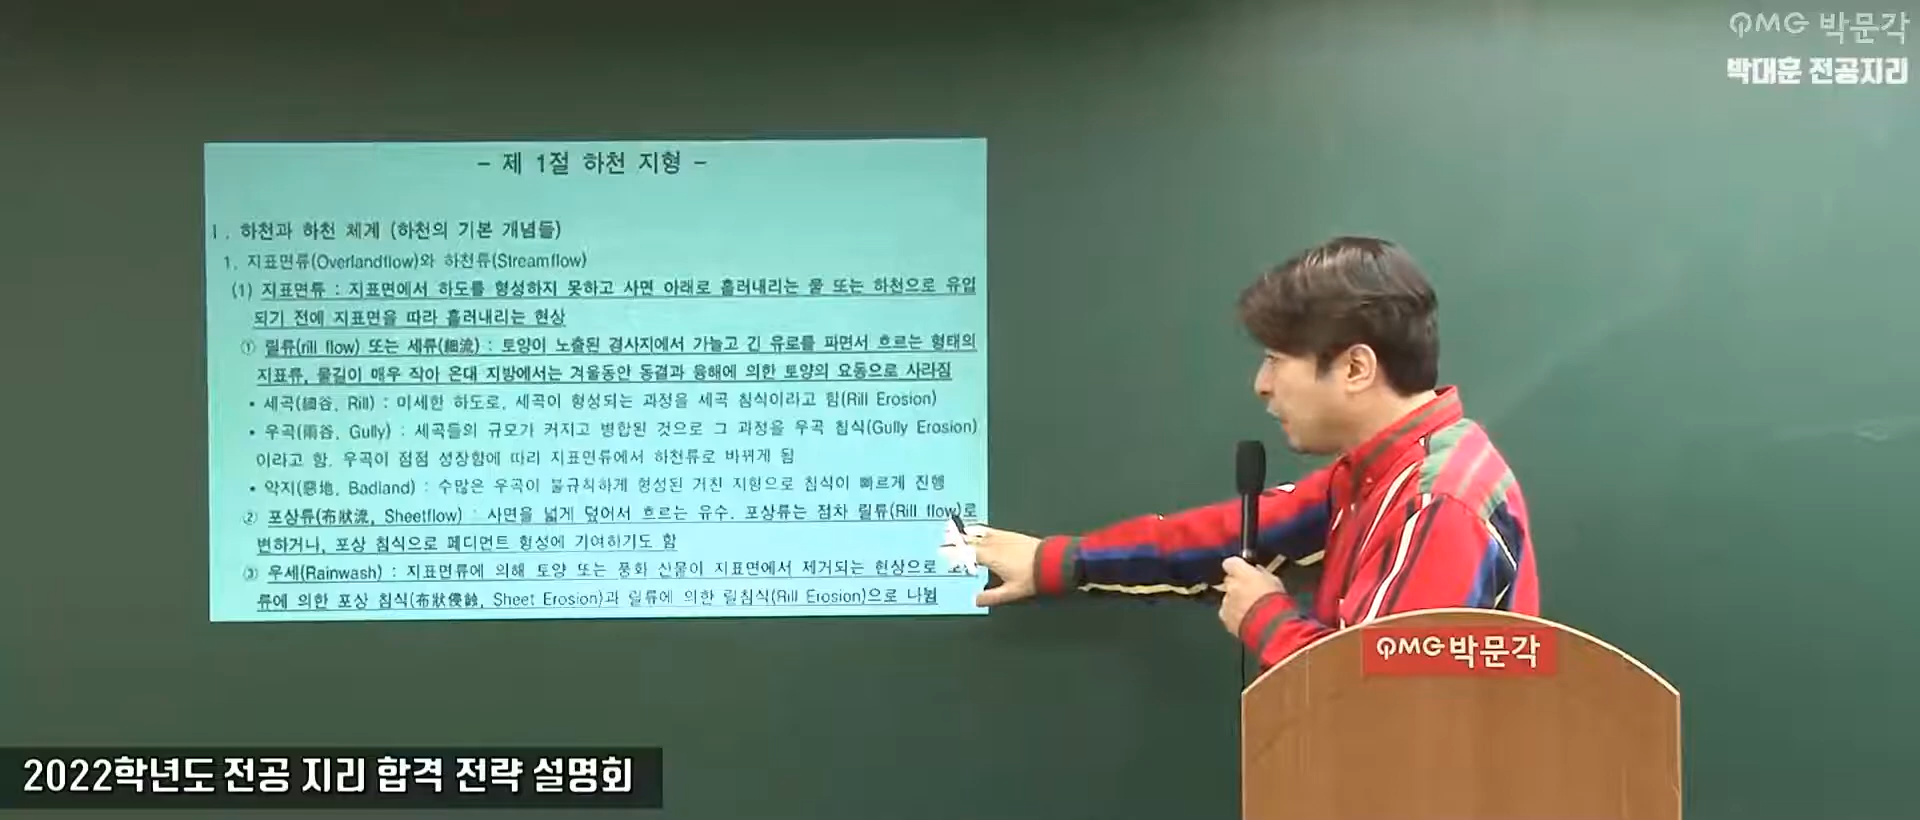 PMG 박문각
박대훈 전공지리
- 제 1절 하천 지형 -
Ⅰ. 하천과 하천 체계 (하천의 기본 개념들)
1. 지표면류(Overlandflow)와 하천류(Streamflow)
(1) 지표면류 : 지표면에서 하도를 형성하지 못하고 사면 아래로 흘러내리는 물 또는 하천으로 유입
되기 전에 지표면을 따라 흘러내리는 현상
① 릴류(rill flow) 또는 세류(細流) : 토양이 노출된 경사지에서 가늘고 긴 유로를 파면서 흐르는 형태의
지표류, 물길이 매우 작아 온대 지방에서는 겨울동안 동결과 융해에 의한 토양의 요동으로 사라짐
• 세곡(細谷, Rill) : 미세한 하도로, 세곡이 형성되는 과정을 세곡 침식이라고 함(Rill Erosion)
• 우곡(雨谷, Gully) : 세곡들의 규모가 커지고 병합된 것으로 그 과정을 우곡 침식(Gully Erosion)
이라고 함. 우곡이 점점 성장함에 따라 지표면류에서 하천류로 바뀌게 됨
• 악지(惡地, Badland) : 수많은 우곡이 불규칙하게 형성된 거친 지형으로 침식이 빠르게 진행
② 포상류(布狀流, Sheetflow) : 사면을 넓게 덮어서 흐르는 유수. 포상류는 점차 릴류(Rill flow)로
변하거나, 포상 침식으로 페디먼트 형성에 기여하기도 함
③ 우세(Rainwash) : 지표면류에 의해 토양 또는 풍화 산물이 지표면에서 제거되는 현상으로
류에 의한 포상 침식(布狀侵蝕, Sheet Erosion)과 릴류에 의한 릴침식(Rill Erosion)으로 나뉨
PMG 박문각
2022학년도 전공 지리 합격 전략 설명회